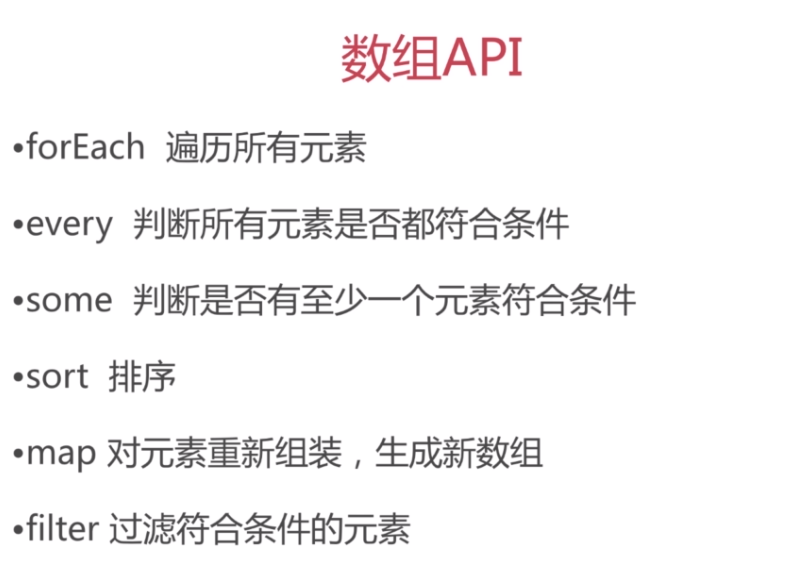 数组API
•forEach 遍历所有元素
•every 判断所有元素是否都符合条件
•some 判断是否有至少一个元素符合条件
•sort 排序
•map 对元素重新组装，生成新数组
•filter 过滤符合条件的元素